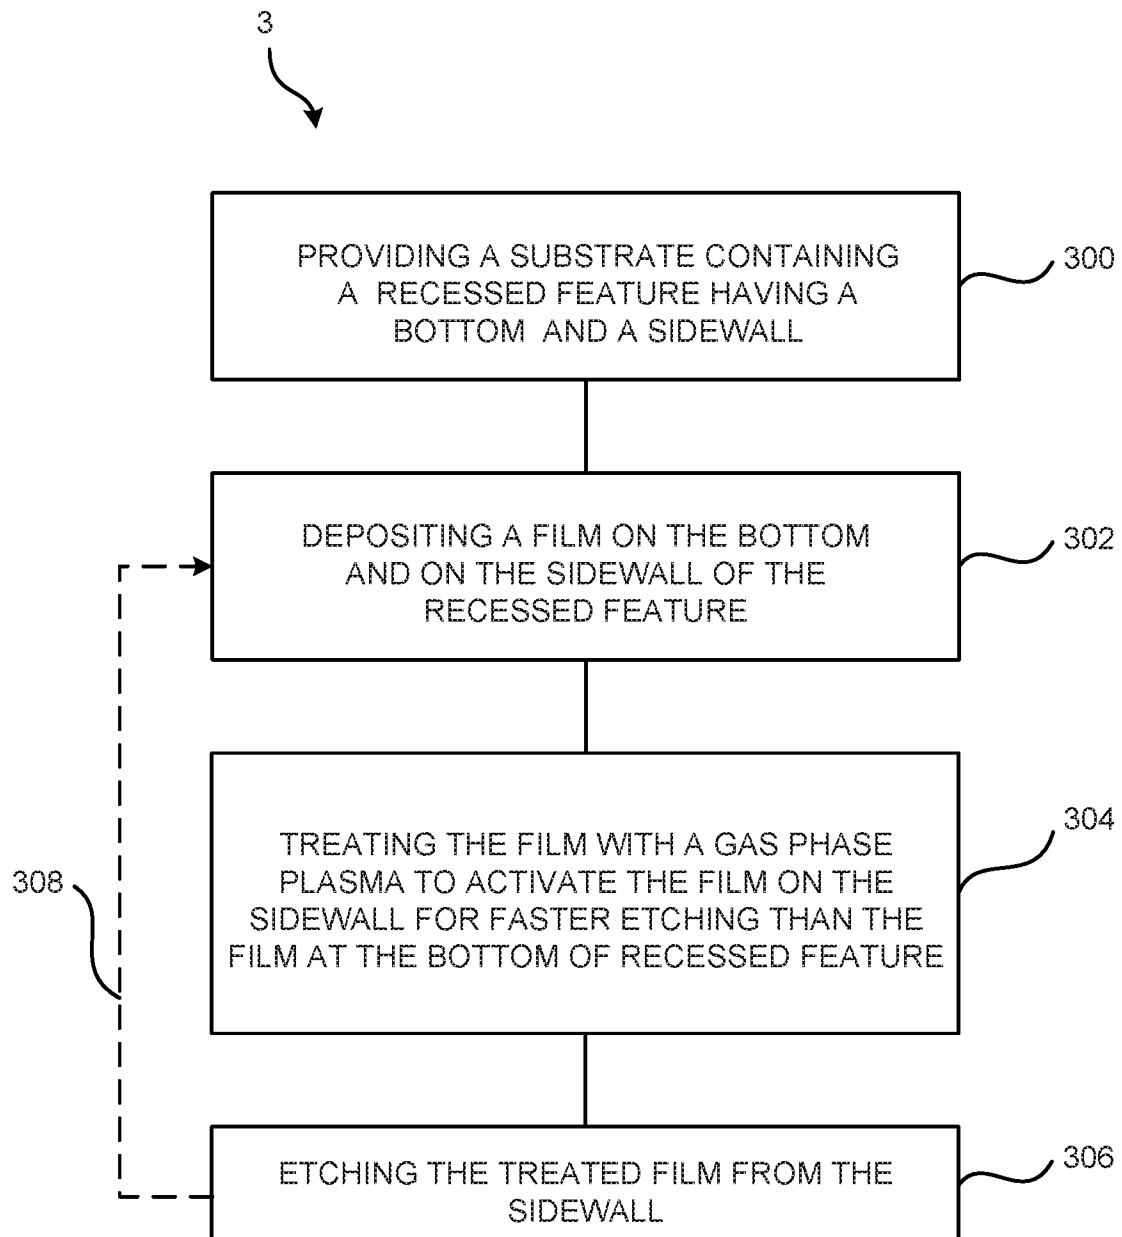 3
PROVIDING A SUBSTRATE CONTAINING
A RECESSED FEATURE HAVING A
BOTTOM AND A SIDEWALL
300
DEPOSITING A FILM ON THE BOTTOM
AND ON THE SIDEWALL OF THE
RECESSED FEATURE
302
TREATING THE FILM WITH A GAS PHASE
PLASMA TO ACTIVATE THE FILM ON THE
SIDEWALL FOR FASTER ETCHING THAN THE
FILM AT THE BOTTOM OF RECESSED FEATURE
304
308
ETCHING THE TREATED FILM FROM THE
SIDEWALL
306